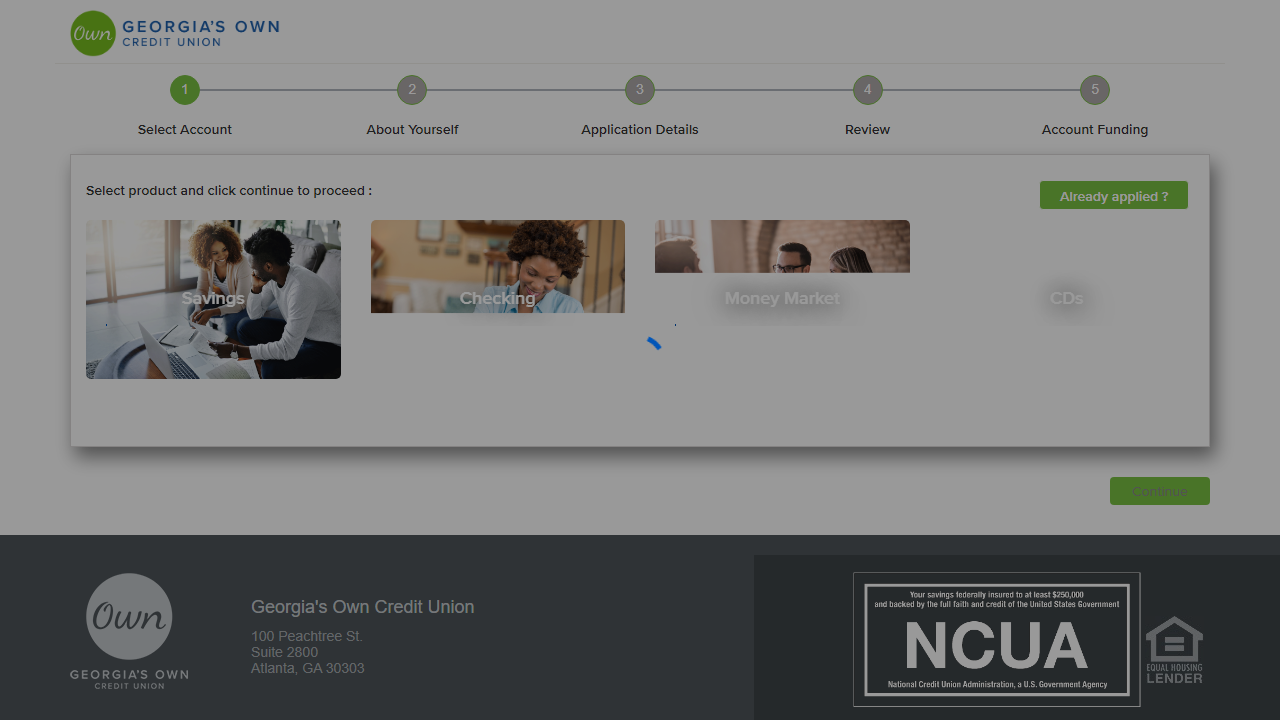 Own GEORGIA'S OWN
CREDIT UNION
1 2 3 4 5
Select Account About Yourself Application Details Review Account Funding
Select product and click continue to proceed :
Already applied ?
Savings Checking Money Market CDs
Continue
Own
GEORGIA'S OWN
CREDIT UNION
Georgia's Own Credit Union
100 Peachtree St.
Suite 2800
Atlanta, GA 30303
Your savings federally insured to at least $250,000
and backed by the full faith and credit of the United States Government
NCUA
National Credit Union Administration, a U.S. Government Agency
EQUAL HOUSING
LENDER